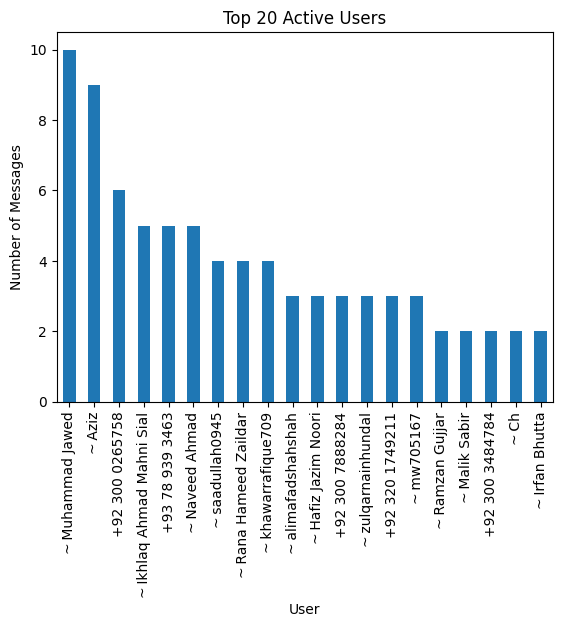 Top 20 Active Users
Number of Messages
10
8
6
4
2
0
~ Muhammad Jawed
~ Aziz
+92 300 0265758
~ Ikhlaq Ahmad Mahni Sial
+93 78 939 3463
~ Naveed Ahmad
~ saadullah0945
~ Rana Hameed Zaildar
~ khawarrafique709
~ alimafadshahshah
~ Hafiz Jazim Noori
+92 300 7888284
~ zulqarnainhundal
+92 320 1749211
~ mw705167
~ Ramzan Gujjar
~ Malik Sabir
+92 300 3484784
~ Ch
~ Irfan Bhutta
User